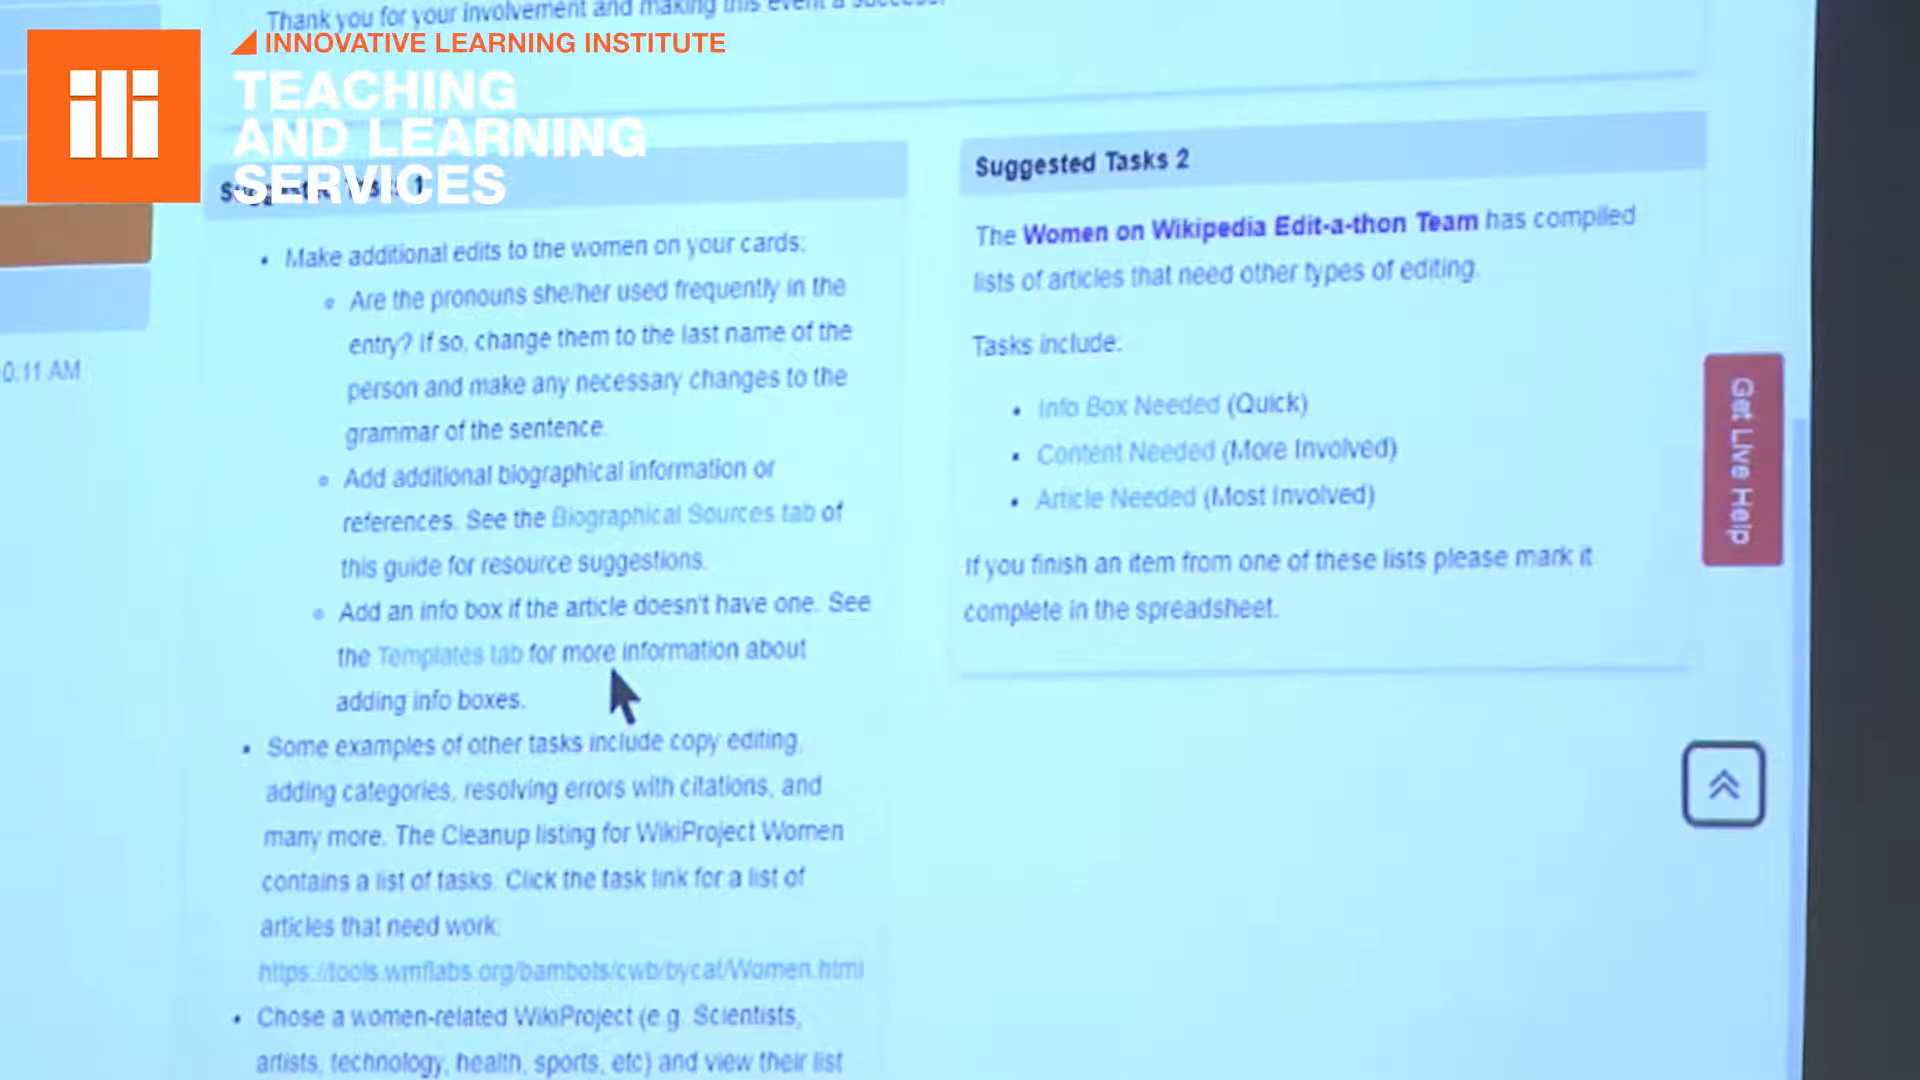 Thank you for your involvement and making this event a success.
INNOVATIVE LEARNING INSTITUTE
ili
TEACHING
AND LEARNING
SERVICES
0:11 AM
Suggested Tasks 1
Make additional edits to the women on your cards:
Are the pronouns she/her used frequently in the
entry? If so, change them to the last name of the
person and make any necessary changes to the
grammar of the sentence.
Add additional biographical information or
references. See the Biographical Sources tab of
this guide for resource suggestions.
Add an info box if the article doesn't have one. See
the Templates tab for more information about
adding info boxes.
Some examples of other tasks include copy editing,
adding categories, resolving errors with citations, and
many more. The Cleanup listing for WikiProject Women
contains a list of tasks. Click the task link for a list of
articles that need work:
https://tools.wmflabs.org/bambots/cwb/bycat/Women.html
Chose a women-related WikiProject (e.g. Scientists,
artists, technology, health, sports, etc) and view their list
Suggested Tasks 2
The Women on Wikipedia Edit-a-thon Team has compiled
lists of articles that need other types of editing.
Tasks include:
Info Box Needed (Quick)
Content Needed (More Involved)
Article Needed (Most Involved)
If you finish an item from one of these lists please mark it
complete in the spreadsheet.
Get Live Help